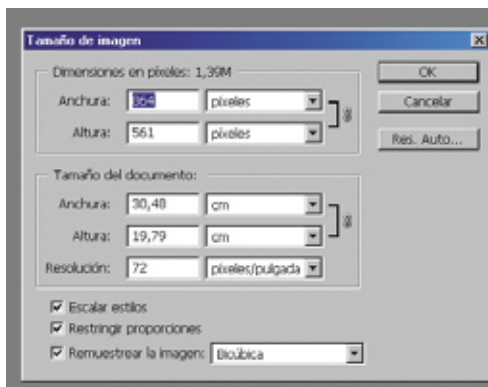 Tamaño de imagen
Dimensiones en píxeles: 1,39M
OK
Anchura: 864 píxeles
Cancelar
Altura: 561 píxeles
Res. Auto...
Tamaño del documento:
Anchura: 30,48 cm
Altura: 19,79 cm
Resolución: 72 píxeles/pulgada
Escalar estilos
Restringir proporciones
Remuestrear la imagen: Bicúbica